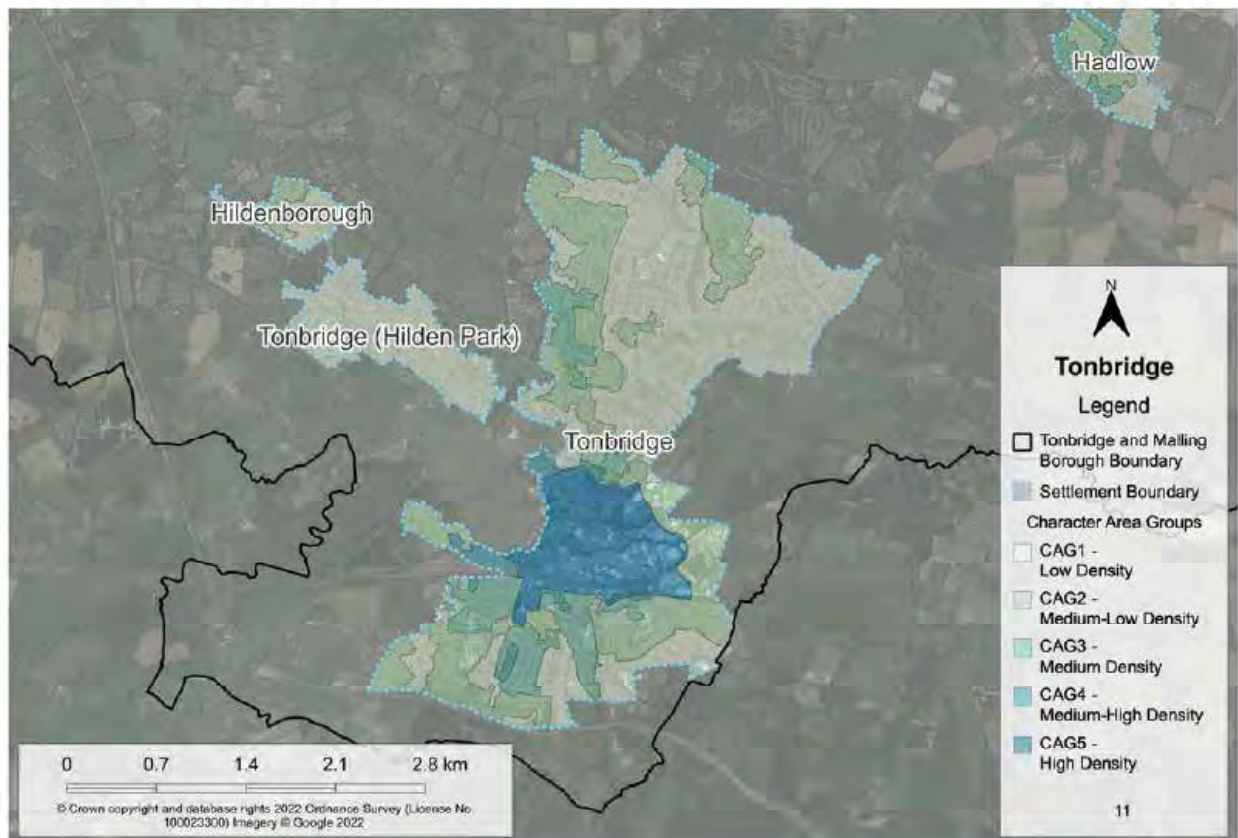 Hadlow
Hildenborough
Tonbridge (Hilden Park)
Tonbridge
N
Tonbridge
Legend
Tonbridge and Malling
Borough Boundary
Settlement Boundary
Character Area Groups
CAG1 -
Low Density
CAG2 -
Medium-Low Density
CAG3 -
Medium Density
CAG4 -
Medium-High Density
CAG5 -
High Density
11
0 0.7 1.4 2.1 2.8 km
© Crown copyright and database rights 2022 Ordnance Survey (License No
100023300) Imagery © Google 2022